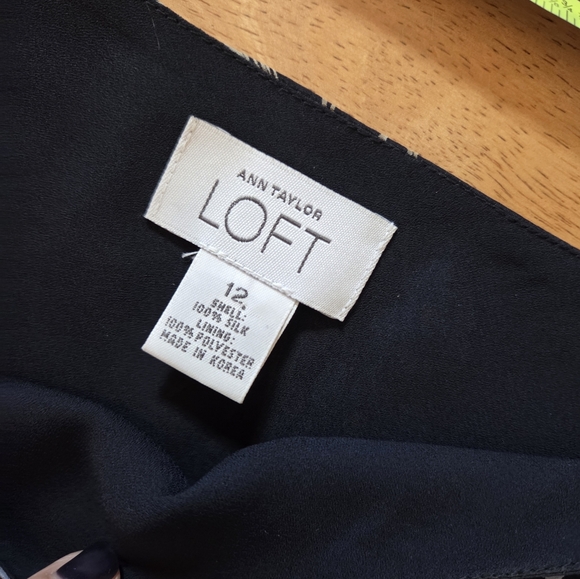 ANN TAYLOR
LOFT
12.
SHELL:
100% SILK
LINING:
100% POLYESTER
MADE IN KOREA